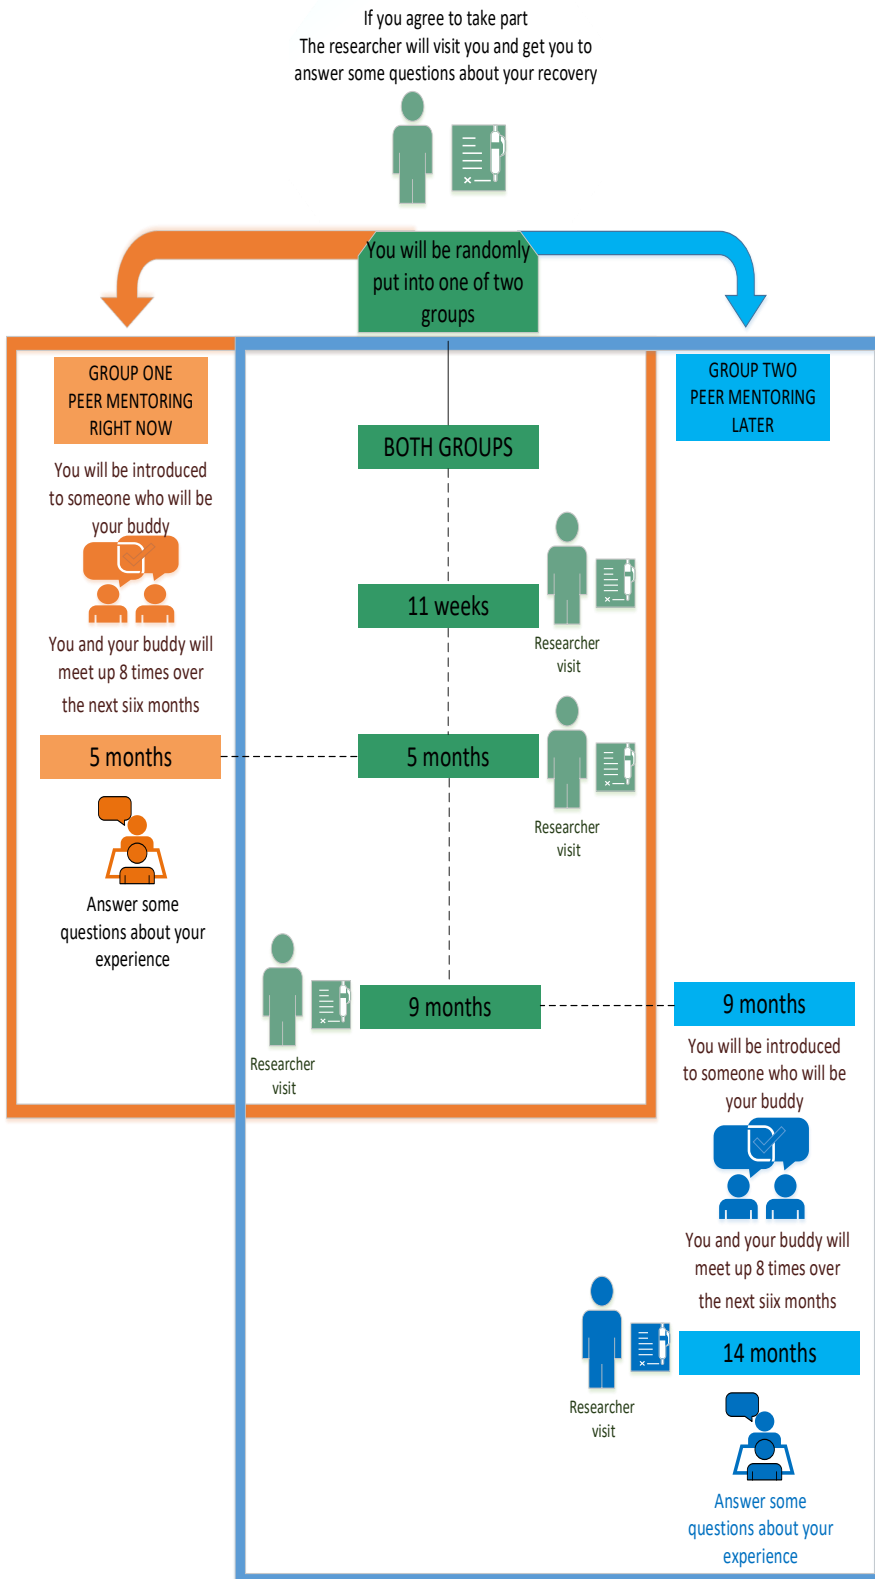 If you agree to take part
The researcher will visit you and get you to
answer some questions about your recovery
You will be randomly
put into one of two
groups
GROUP ONE
PEER MENTORING
RIGHT NOW
GROUP TWO
PEER MENTORING
LATER
BOTH GROUPS
You will be introduced
to someone who will be
your buddy
11 weeks
Researcher
visit
You and your buddy will
meet up 8 times over
the next siix months
5 months
5 months
Researcher
visit
Answer some
questions about your
experience
9 months
Researcher
visit
9 months
You will be introduced
to someone who will be
your buddy
You and your buddy will
meet up 8 times over
the next siix months
14 months
Researcher
visit
Answer some
questions about your
experience